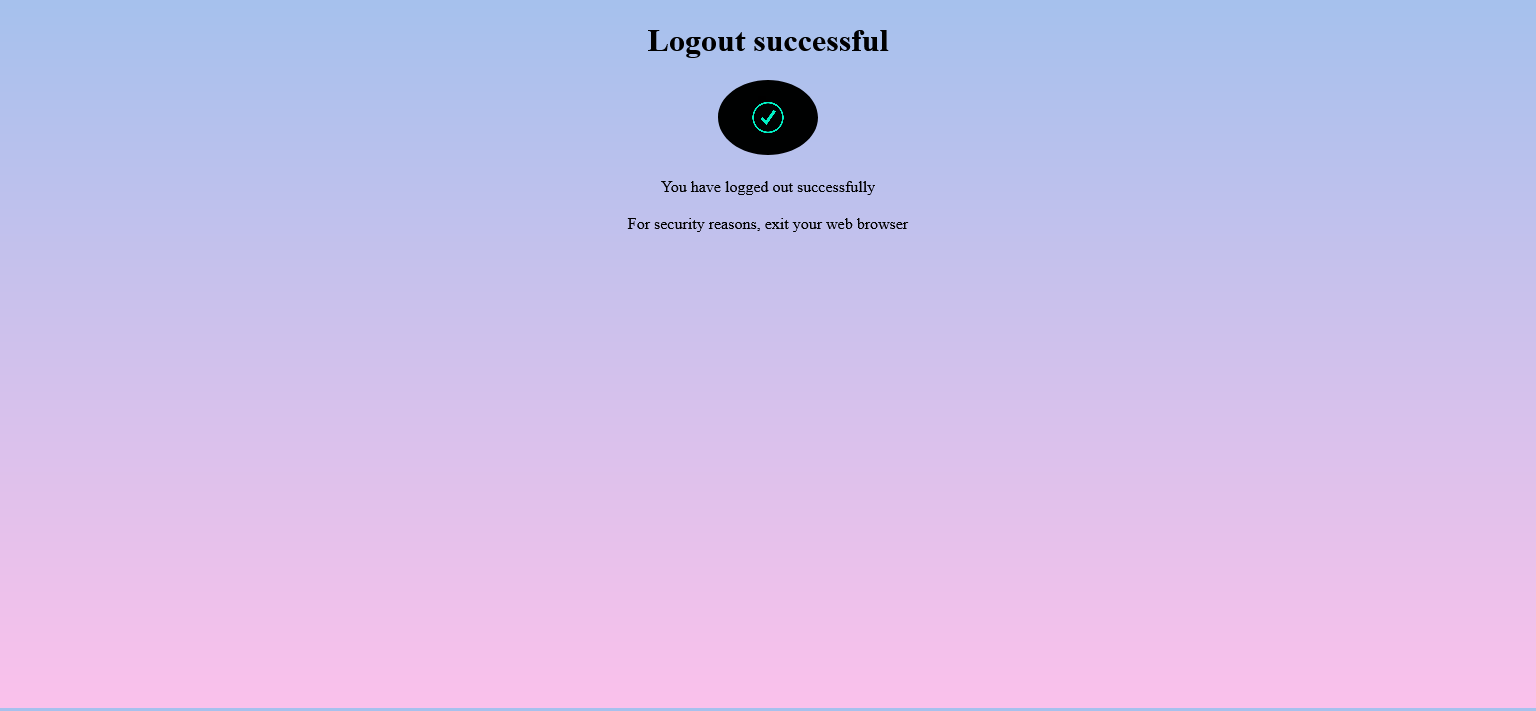 Logout successful
You have logged out successfully
For security reasons, exit your web browser